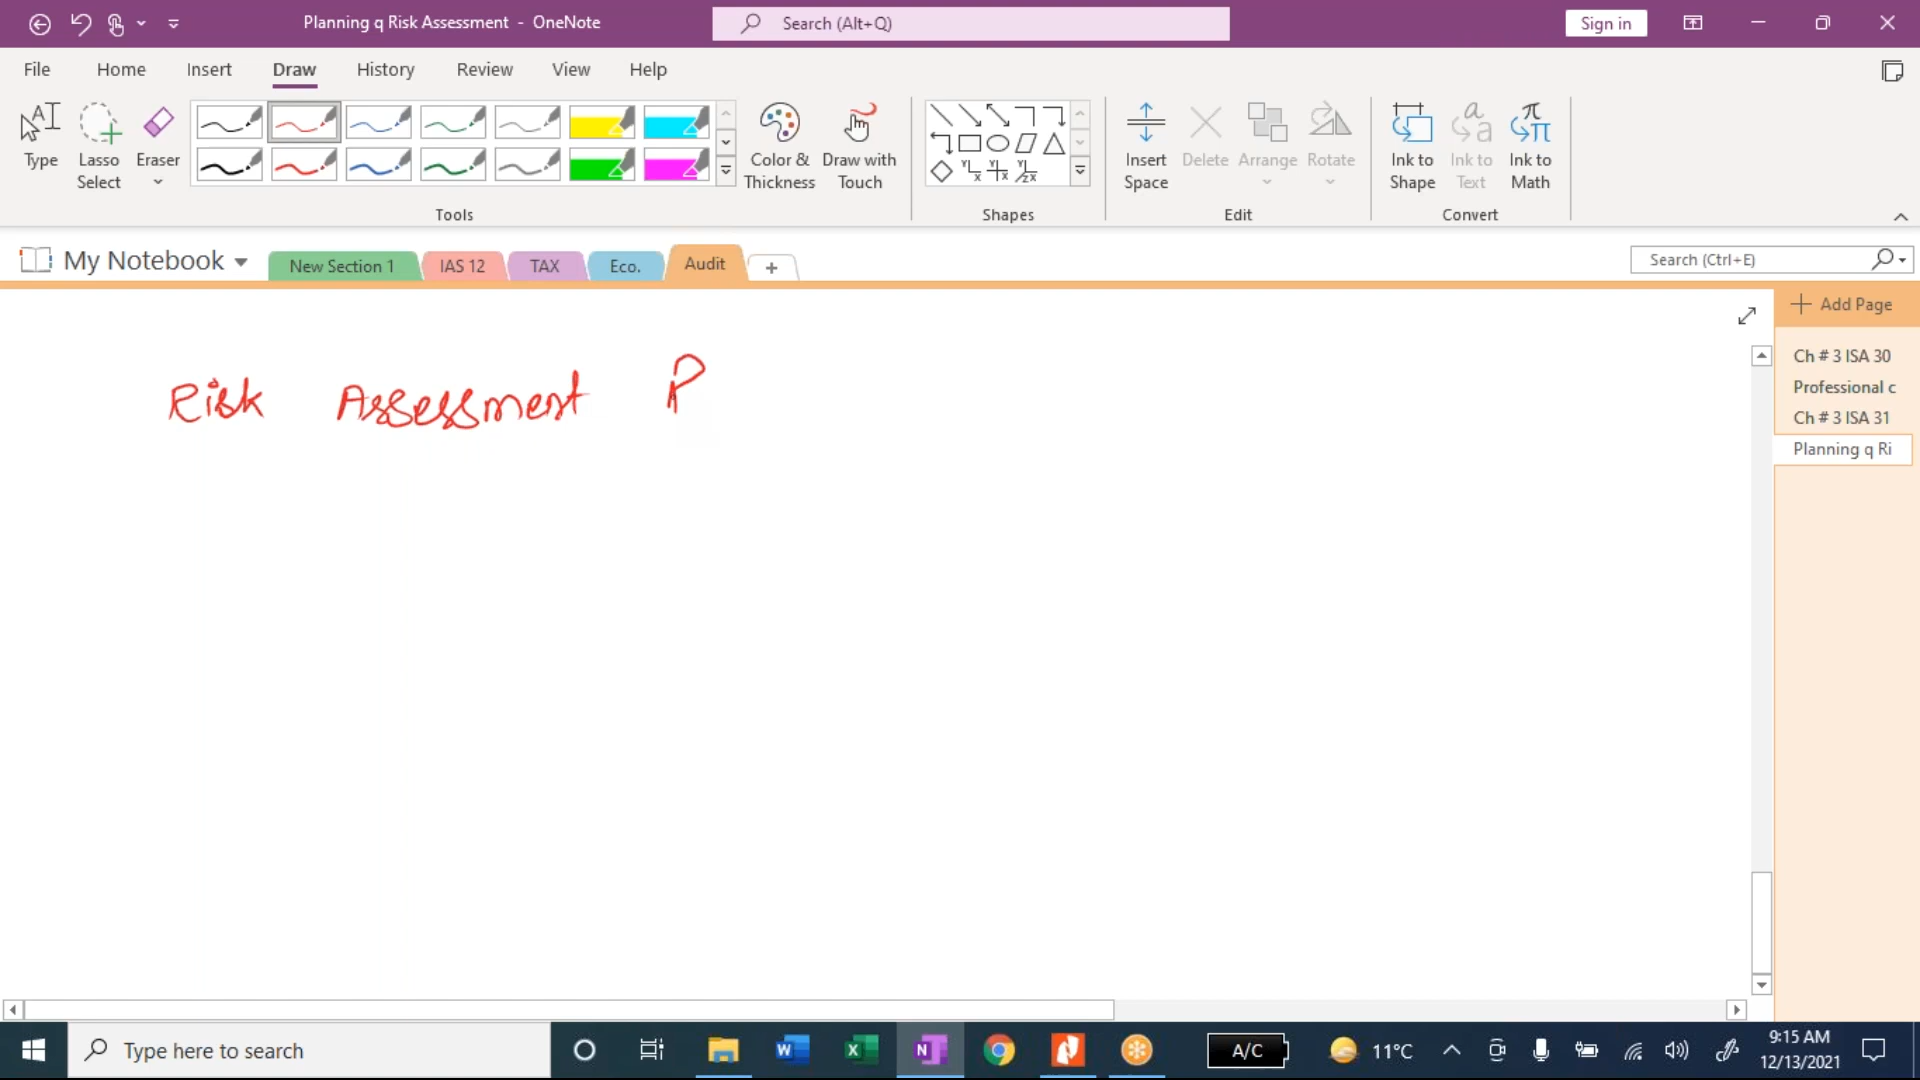 Planning q Risk Assessment - OneNote
Search (Alt+Q)
Sign in
File Home Insert Draw History Review View Help
Type
Lasso Select
Eraser
Color & Thickness
Draw with Touch
Insert Space
Delete
Arrange
Rotate
Ink to Shape
Ink to Text
Ink to Math
Tools Shapes Edit Convert
My Notebook New Section 1 IAS 12 TAX Eco. Audit Search (Ctrl+E)
Add Page
Ch # 3 ISA 30
Professional c
Ch # 3 ISA 31
Planning q Ri
Risk Assessment P
Type here to search
A/C
11°C
9:15 AM
12/13/2021